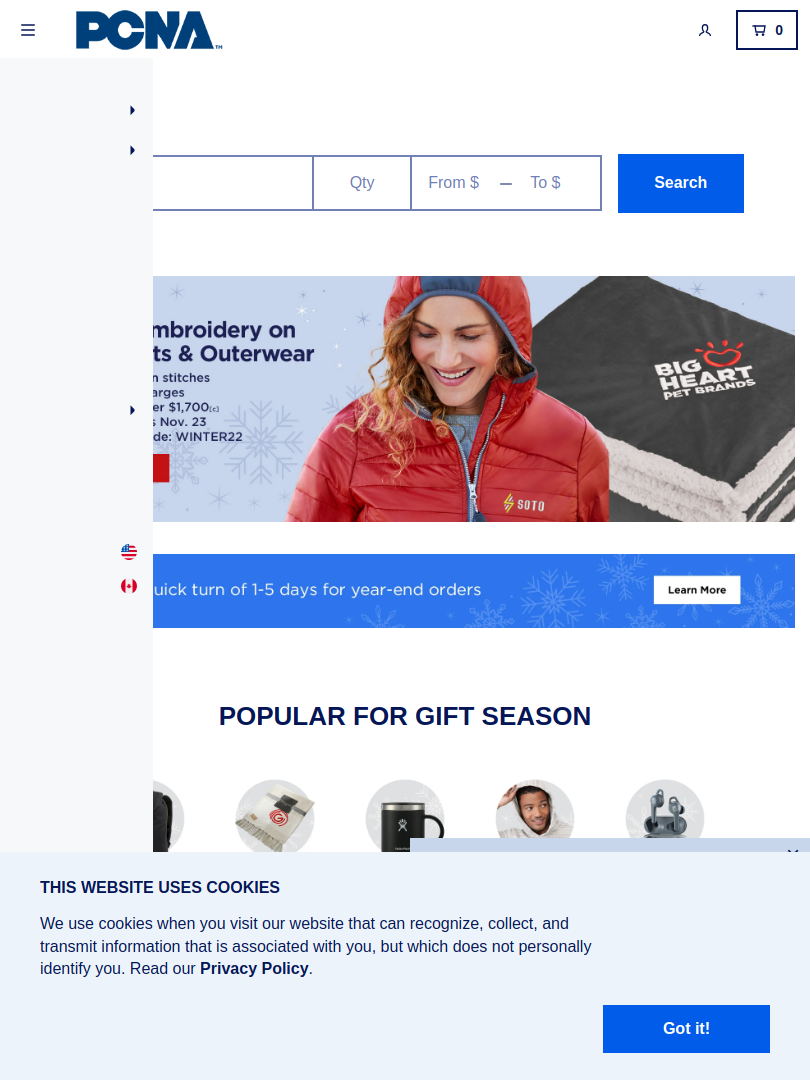 PCNA
TM
0
Qty
From $ – To $
Search
mbroidery on
ts & Outerwear
n stitches
arges
er $1,700[c]
s Nov. 23
de: WINTER22
BIG
HEART
PET BRANDS
SOTO
uick turn of 1-5 days for year-end orders
Learn More
POPULAR FOR GIFT SEASON
THIS WEBSITE USES COOKIES
We use cookies when you visit our website that can recognize, collect, and
transmit information that is associated with you, but which does not personally
identify you. Read our Privacy Policy.
Got it!